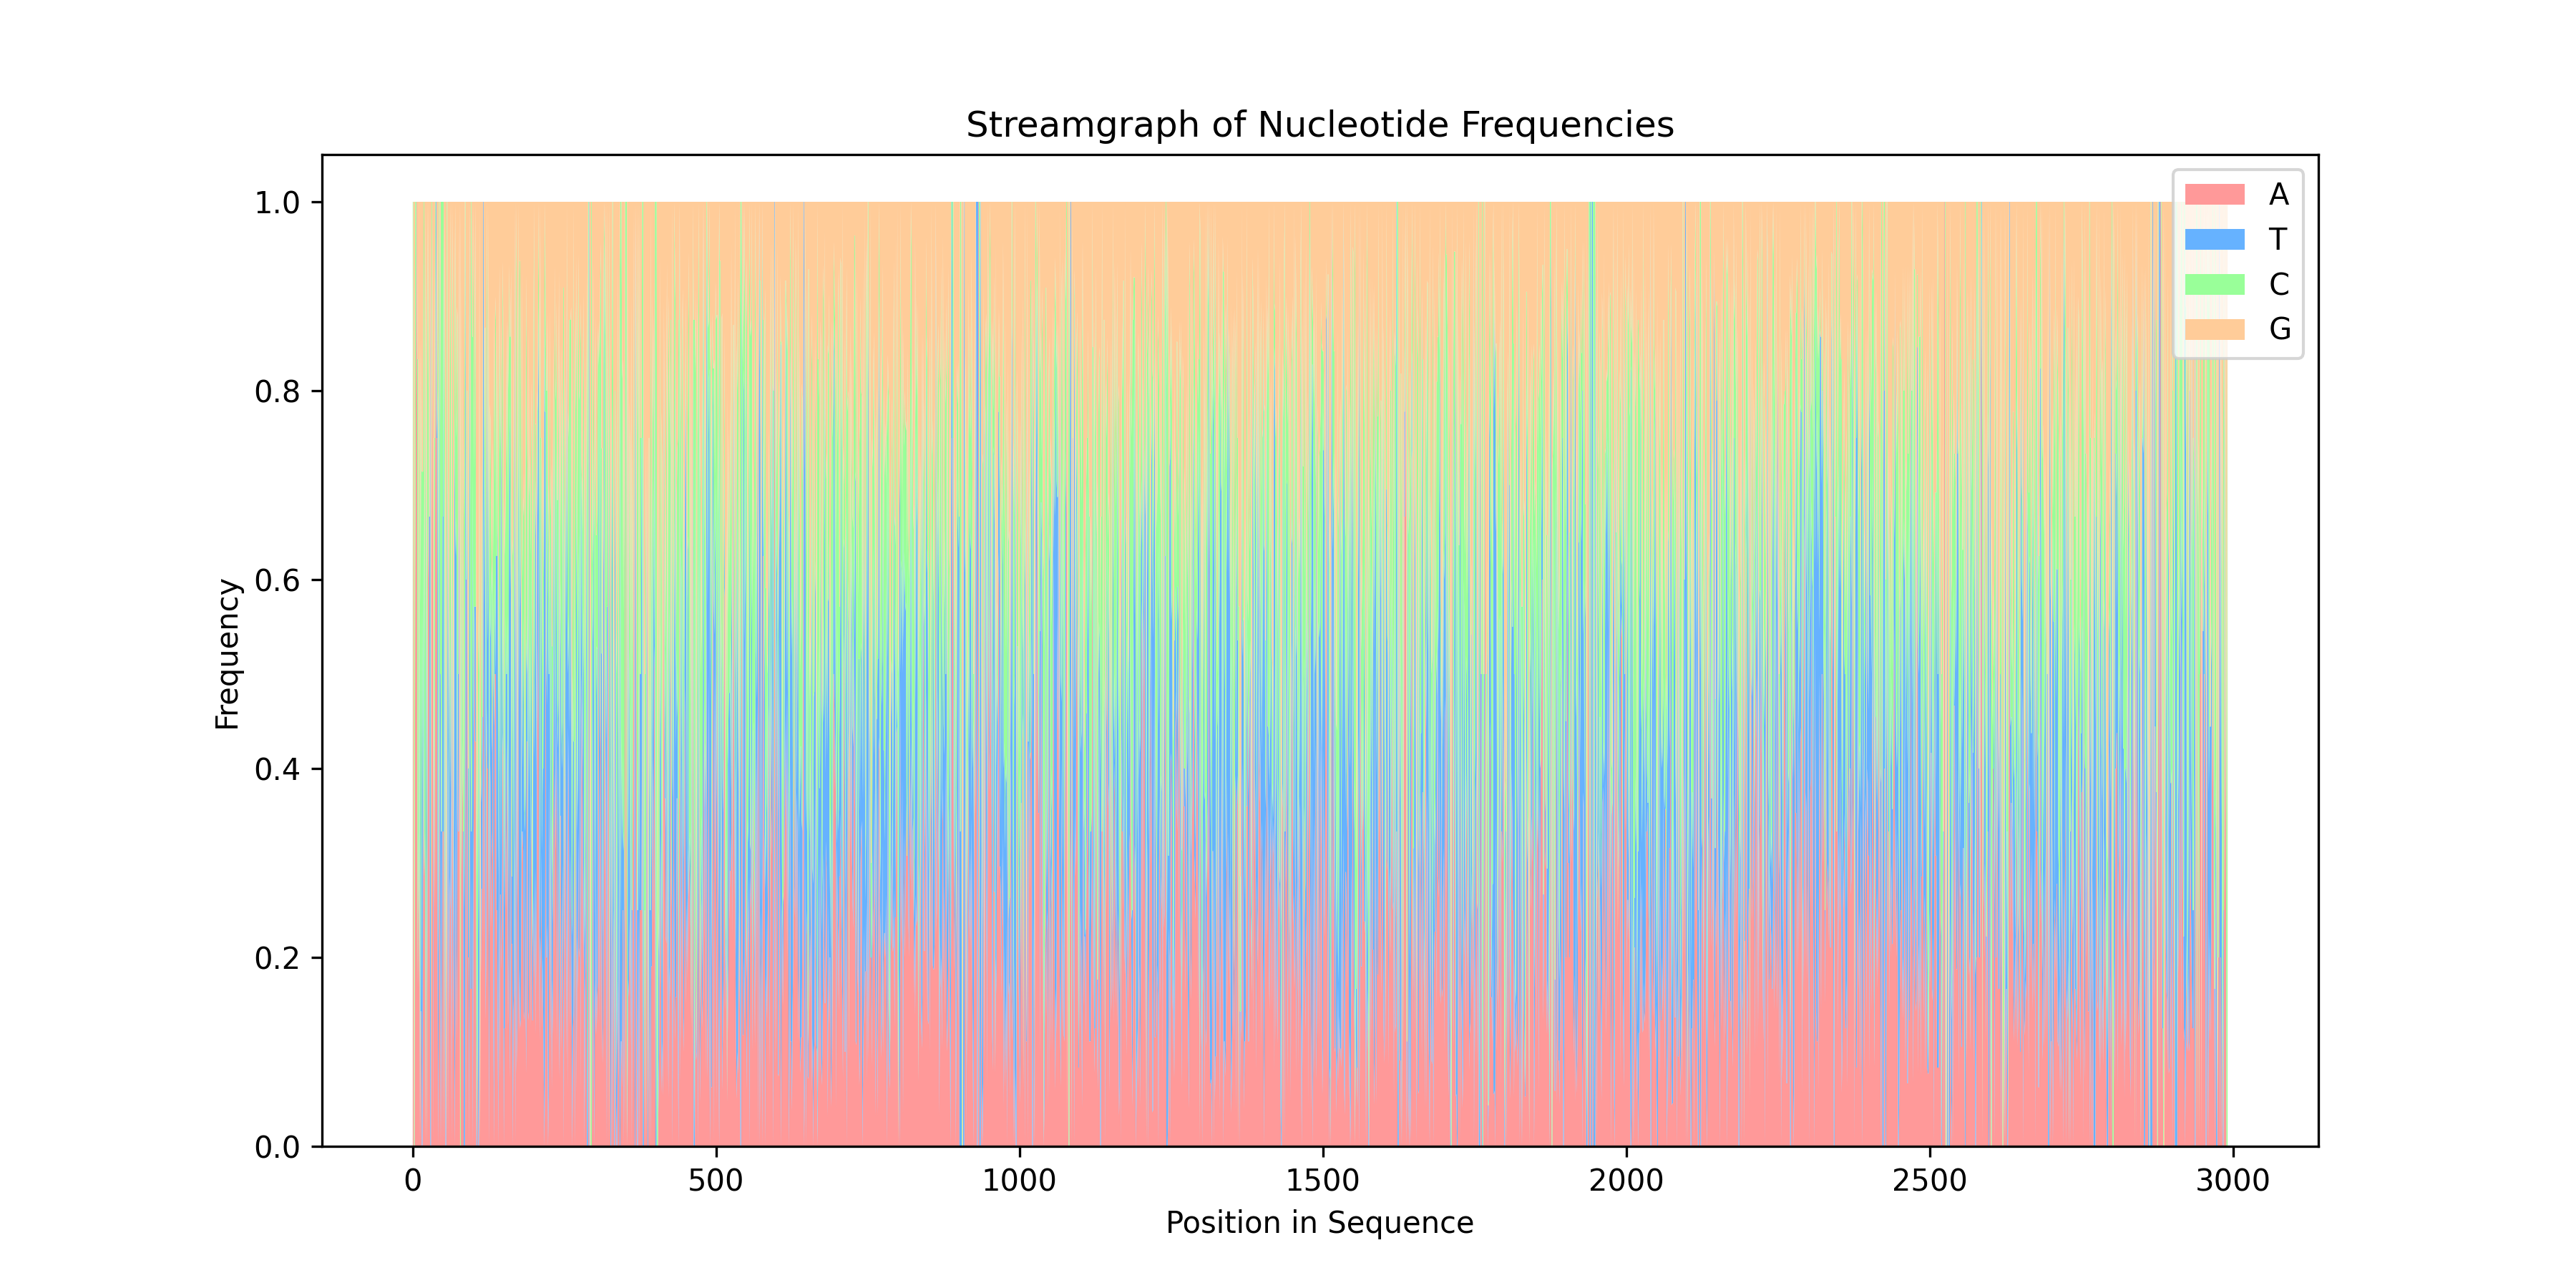 Streamgraph of Nucleotide Frequencies
A
T
C
G
1.0
0.8
0.6
0.4
0.2
0.0
Frequency
0 500 1000 1500 2000 2500 3000
Position in Sequence